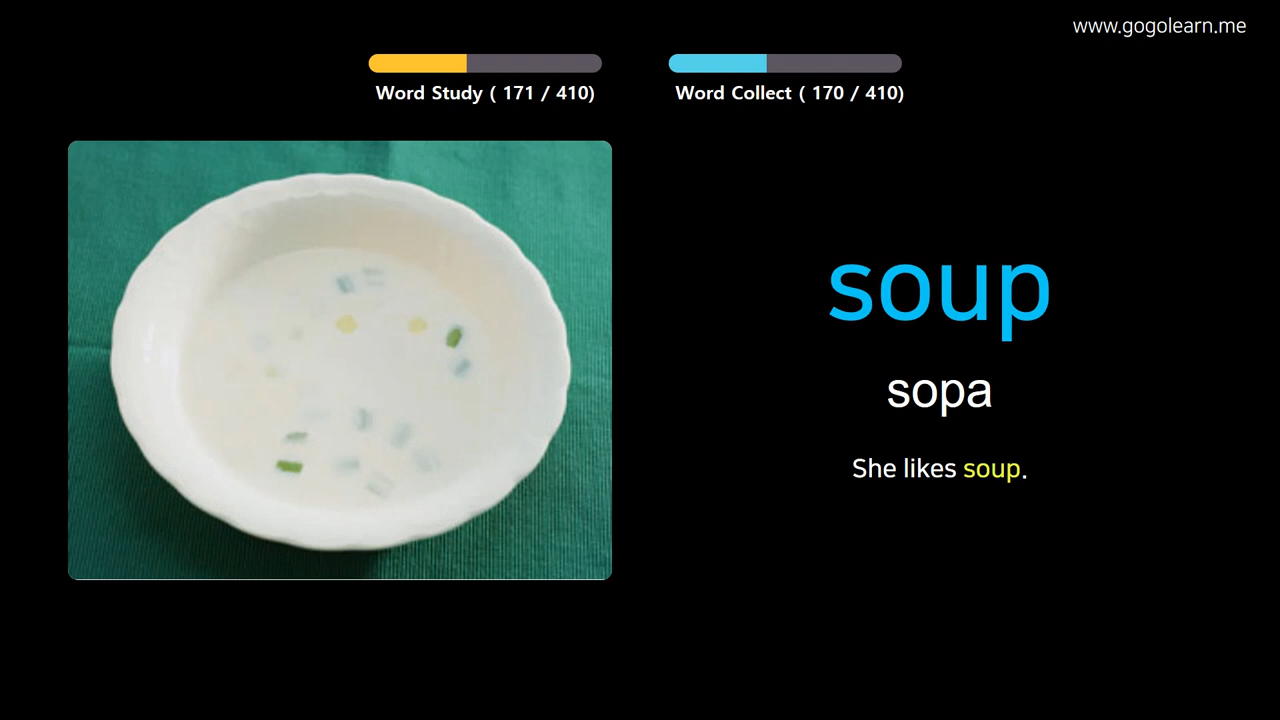 www.gogolearn.me
Word Study ( 171 / 410)
Word Collect ( 170 / 410)
soup
sopa
She likes soup.